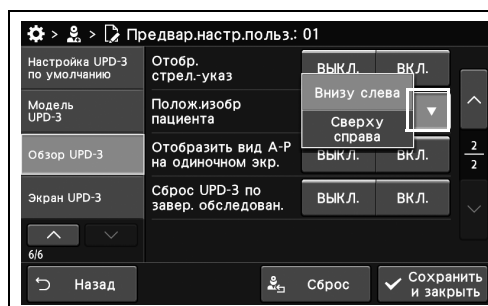 > > Предвар.настр.польз.: 01
Настройка UPD-3
по умолчанию
Модель
UPD-3
Обзор UPD-3
Экран UPD-3
6/6
Отобр.
стрел.-указ
ВЫКЛ. ВКЛ.
Полож.изобр
пациента
Внизу слева
Сверху
справа
Отобразить вид А-Р
на одиночном экр.
ВЫКЛ. ВКЛ.
Сброс UPD-3 по
завер. обследован.
ВЫКЛ. ВКЛ.
2
2
Назад
Сброс
Сохранить
и закрыть